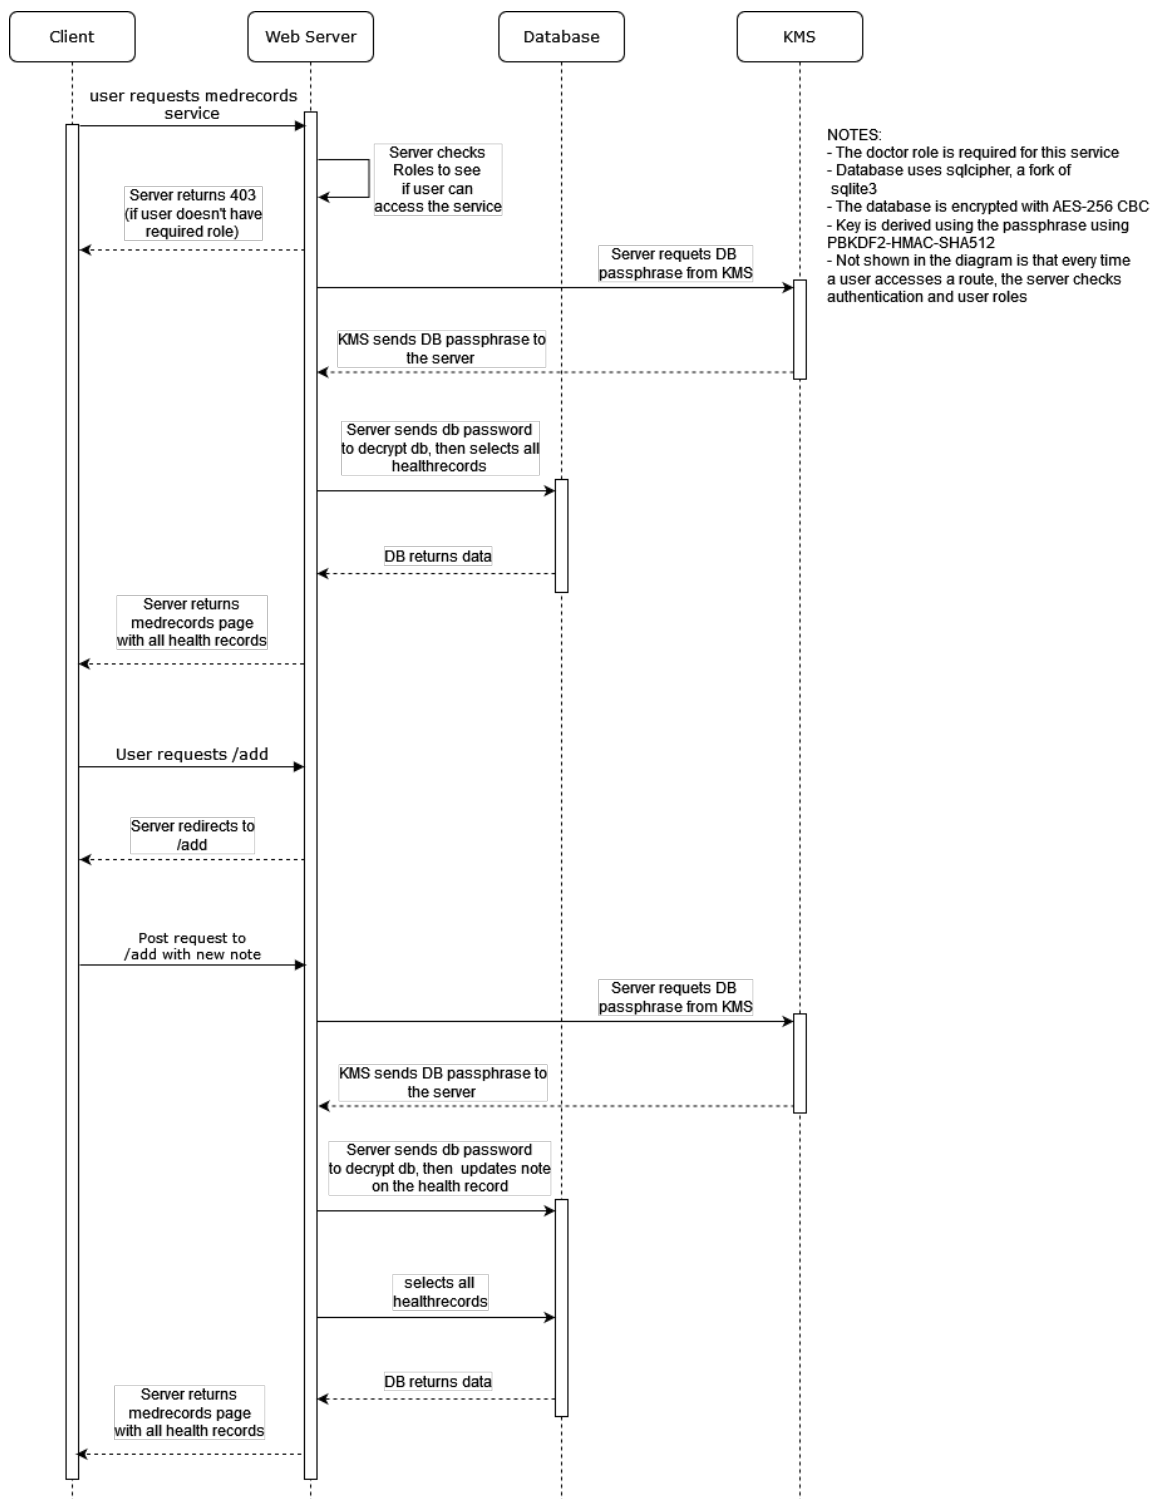 Client
Web Server
Database
KMS
user requests medrecords
service
NOTES:
- The doctor role is required for this service
- Database uses sqlcipher, a fork of
sqlite3
- The database is encrypted with AES-256 CBC
- Key is derived using the passphrase using
PBKDF2-HMAC-SHA512
- Not shown in the diagram is that every time
a user accesses a route, the server checks
authentication and user roles
Server checks
Roles to see
if user can
access the service
Server returns 403
(if user doesn't have
required role)
Server requets DB
passphrase from KMS
KMS sends DB passphrase to
the server
Server sends db password
to decrypt db, then selects all
healthrecords
DB returns data
Server returns
medrecords page
with all health records
User requests /add
Server redirects to
/add
Post request to
/add with new note
Server requets DB
passphrase from KMS
KMS sends DB passphrase to
the server
Server sends db password
to decrypt db, then  updates note
on the health record
selects all
healthrecords
DB returns data
Server returns
medrecords page
with all health records